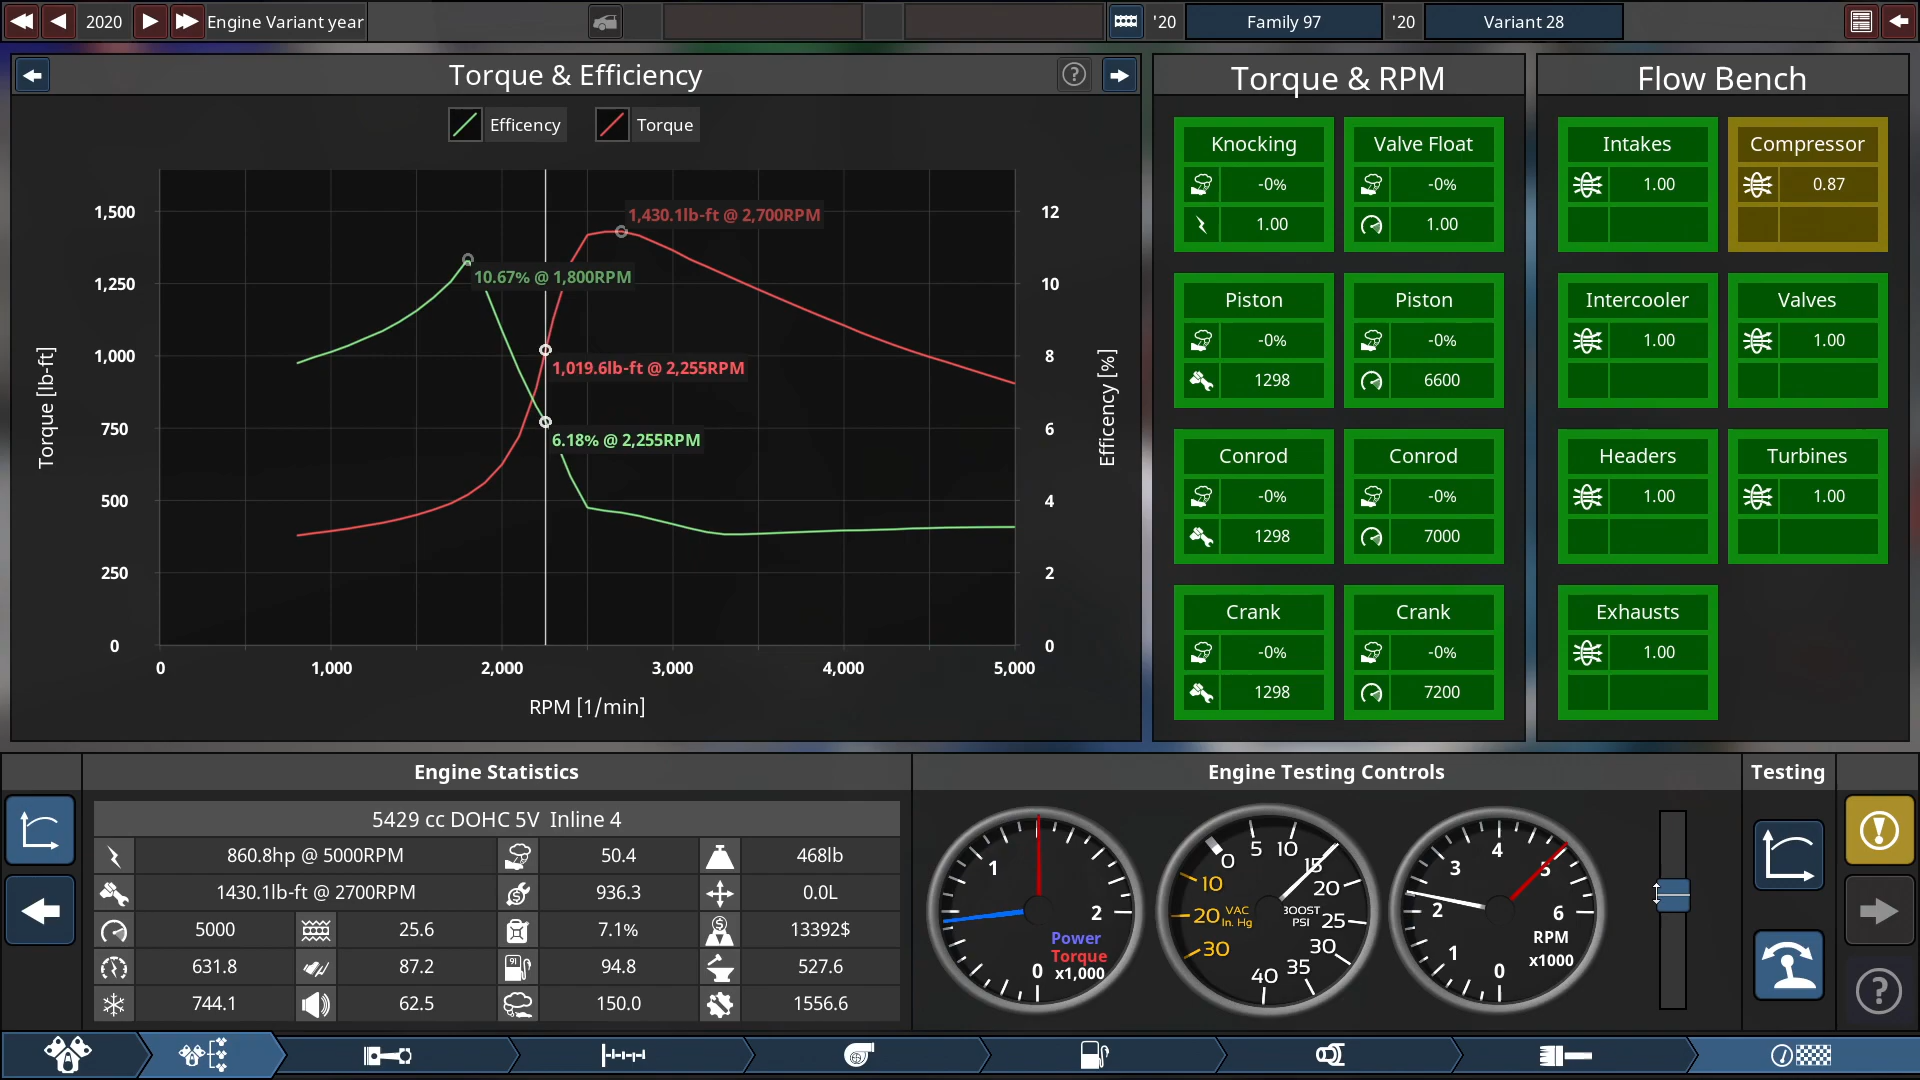 2020
Engine Variant year
'20
Family 97
'20
Variant 28
Torque & Efficiency
?
Efficency
Torque
Torque [lb-ft]
1,500
1,250
1,000
750
500
250
0
12
10
8
6
4
2
0
Efficency [%]
1,430.1lb-ft @ 2,700RPM
10.67% @ 1,800RPM
1,019.6lb-ft @ 2,255RPM
6.18% @ 2,255RPM
0
1,000
2,000
3,000
4,000
5,000
RPM [1/min]
Torque & RPM
Knocking
-0%
1.00
Valve Float
-0%
1.00
Piston
-0%
1298
Piston
-0%
6600
Conrod
-0%
1298
Conrod
-0%
7000
Crank
-0%
1298
Crank
-0%
7200
Flow Bench
Intakes
1.00
Compressor
0.87
Intercooler
1.00
Valves
1.00
Headers
1.00
Turbines
1.00
Exhausts
1.00
Engine Statistics
5429 cc DOHC 5V Inline 4
860.8hp @ 5000RPM
50.4
468lb
1430.1lb-ft @ 2700RPM
936.3
0.0L
5000
25.6
7.1%
13392$
631.8
87.2
91
94.8
527.6
744.1
62.5
150.0
1556.6
Engine Testing Controls
1
2
0
Power
Torque
x1,000
0
5
10
15
20
25
30
35
40
10
20
30
VAC
In. Hg
BOOST
PSI
0
1
2
3
4
5
6
RPM
x1000
Testing
?